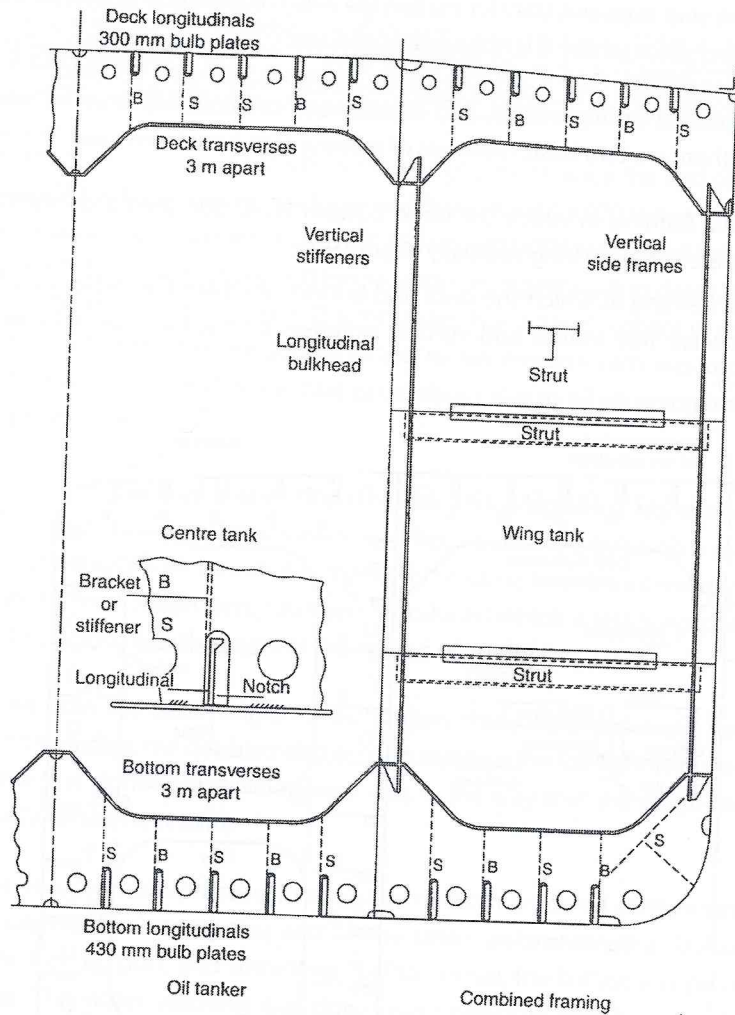 Deck longitudinals
300 mm bulb plates
B
S
S
B
S
S
B
S
B
S
Deck transverses
3 m apart
Vertical
stiffeners
Vertical
side frames
Longitudinal
bulkhead
Strut
Strut
Centre tank
Wing tank
Bracket
or
stiffener
B
S
Longitudinal
Notch
Strut
Bottom transverses
3 m apart
S
B
S
B
S
S
B
S
B
S
Bottom longitudinals
430 mm bulb plates
Oil tanker
Combined framing